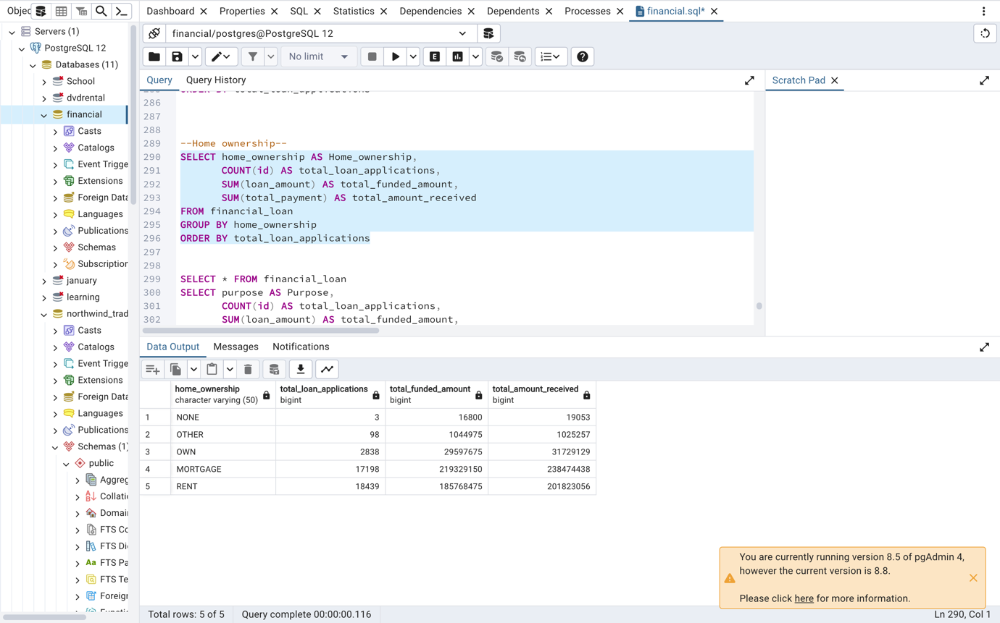 Objec
Dashboard
Properties
SQL
Statistics
Dependencies
Dependents
Processes
financial.sql*
Servers (1)
PostgreSQL 12
Databases (11)
School
dvdrental
financial
Casts
Catalogs
Event Trigge
Extensions
Foreign Data
Languages
Publications
Schemas
Subscription
january
learning
northwind_trad
Casts
Catalogs
Event Trigge
Extensions
Foreign Data
Languages
Publications
Schemas (1)
public
Aggreg
Collatio
Domain
FTS Co
FTS Dic
Aa FTS Pa
FTS Te
Foreign
financial/postgres@PostgreSQL 12
No limit
E
Query
Query History
Scratch Pad
285 ORDER BY total_loan_applications
286
287
288
289 --Home ownership--
290 SELECT home_ownership AS Home_ownership,
291 COUNT(id) AS total_loan_applications,
292 SUM(loan_amount) AS total_funded_amount,
293 SUM(total_payment) AS total_amount_received
294 FROM financial_loan
295 GROUP BY home_ownership
296 ORDER BY total_loan_applications
297
298
299 SELECT * FROM financial_loan
300 SELECT purpose AS Purpose,
301 COUNT(id) AS total_loan_applications,
302 SUM(loan_amount) AS total_funded_amount,
Data Output
Messages
Notifications
home_ownership total_loan_applications total_funded_amount total_amount_received
character varying (50) bigint bigint bigint
1 NONE 3 16800 19053
2 OTHER 98 1044975 1025257
3 OWN 2838 29597675 31729129
4 MORTGAGE 17198 219329150 238474438
5 RENT 18439 185768475 201823056
You are currently running version 8.5 of pgAdmin 4,
however the current version is 8.8.
Please click here for more information.
Total rows: 5 of 5
Query complete 00:00:00.116
Ln 290, Col 1